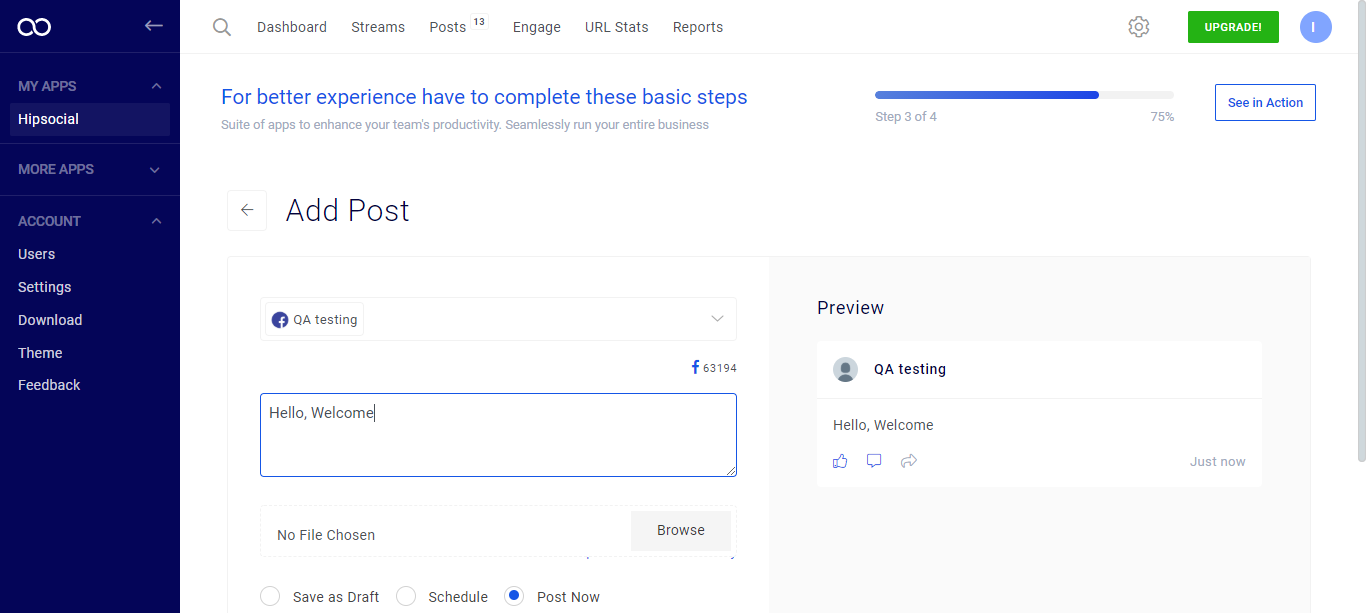 Dashboard Streams Posts 13 Engage URL Stats Reports UPGRADE! I
MY APPS
Hipsocial
MORE APPS
ACCOUNT
Users
Settings
Download
Theme
Feedback
For better experience have to complete these basic steps
Suite of apps to enhance your team's productivity. Seamlessly run your entire business
Step 3 of 4 75%
See in Action
Add Post
QA testing
63194
Hello, Welcome
No File Chosen Browse
Save as Draft Schedule Post Now
Preview
QA testing
Hello, Welcome
Just now